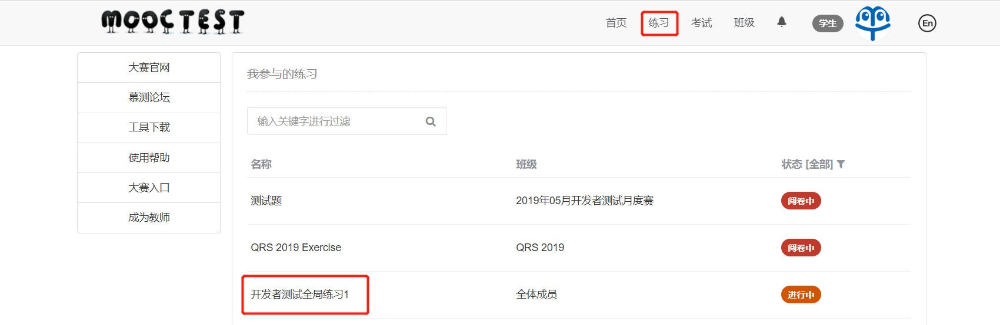 MOOCTEST
首页 练习 考试 班级 学生 En
大赛官网
慕测论坛
工具下载
使用帮助
大赛入口
成为教师
我参与的练习
输入关键字进行过滤
名称 班级 状态 [全部]
测试题 2019年05月开发者测试月度赛 阅卷中
QRS 2019 Exercise QRS 2019 阅卷中
开发者测试全局练习1 全体成员 进行中